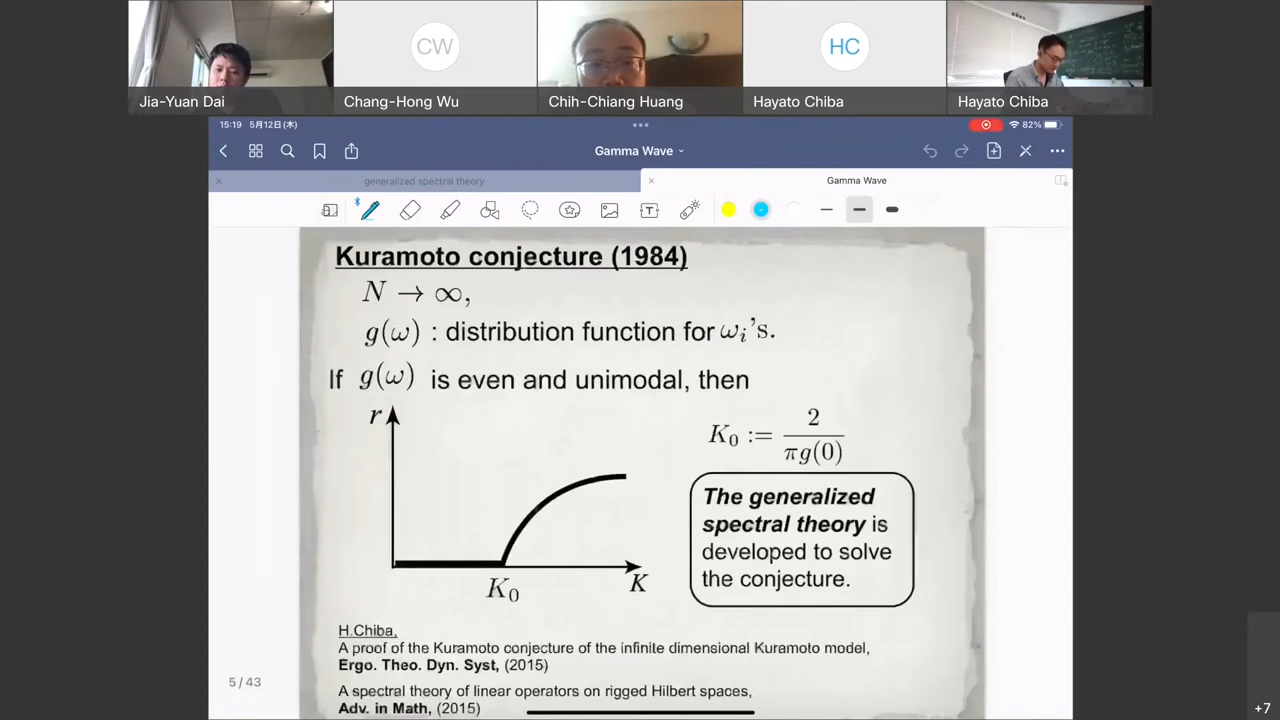 CW
HC
Jia-Yuan Dai
Chang-Hong Wu
Chih-Chiang Huang
Hayato Chiba
Hayato Chiba
15:19 5月12日(木)
82%
Gamma Wave
generalized spectral theory
Gamma Wave
T
Kuramoto conjecture (1984)
N → ∞,
g(ω) : distribution function for ωᵢ's.
If g(ω) is even and unimodal, then
r
K₀ := 2 / πg(0)
The generalized
spectral theory is
developed to solve
the conjecture.
K₀
K
H.Chiba,
A proof of the Kuramoto conjecture of the infinite dimensional Kuramoto model,
Ergo. Theo. Dyn. Syst, (2015)
A spectral theory of linear operators on rigged Hilbert spaces,
Adv. in Math, (2015)
5 / 43
+7